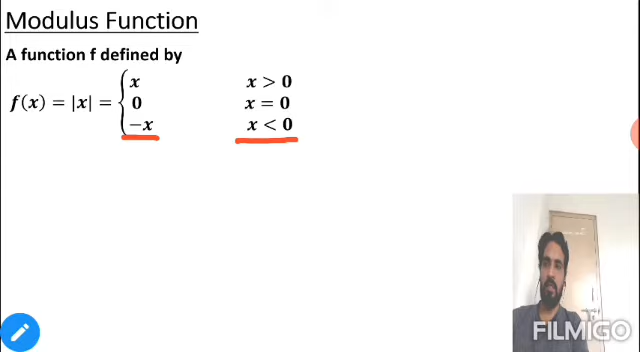 Modulus Function
A function f defined by
f(x) = |x| = { x x > 0
0 x = 0
−x x < 0
FILMIGO